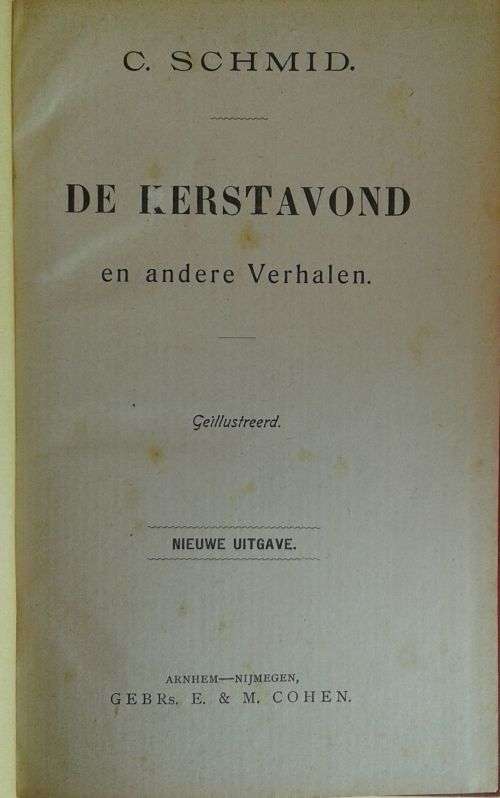 C. SCHMID.
DE KERSTAVOND
en andere Verhalen.
Geïllustreerd.
NIEUWE UITGAVE.
ARNHEM—NIJMEGEN,
GEBRs. E. & M. COHEN.